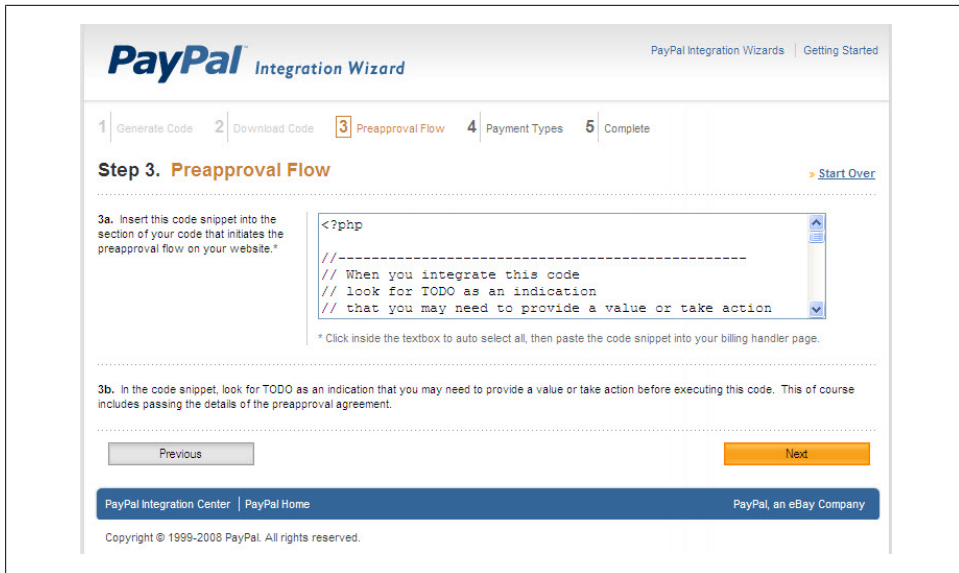 PayPal Integration Wizard
PayPal Integration Wizards | Getting Started
1 Generate Code 2 Download Code 3 Preapproval Flow 4 Payment Types 5 Complete
Step 3. Preapproval Flow
» Start Over
3a. Insert this code snippet into the
section of your code that initiates the
preapproval flow on your website.*
<?php
//-------------------------------------------------
// When you integrate this code
// look for TODO as an indication
// that you may need to provide a value or take action
* Click inside the textbox to auto select all, then paste the code snippet into your billing handler page.
3b. In the code snippet, look for TODO as an indication that you may need to provide a value or take action before executing this code. This of course
includes passing the details of the preapproval agreement.
Previous
Next
PayPal Integration Center | PayPal Home
PayPal, an eBay Company
Copyright © 1999-2008 PayPal. All rights reserved.